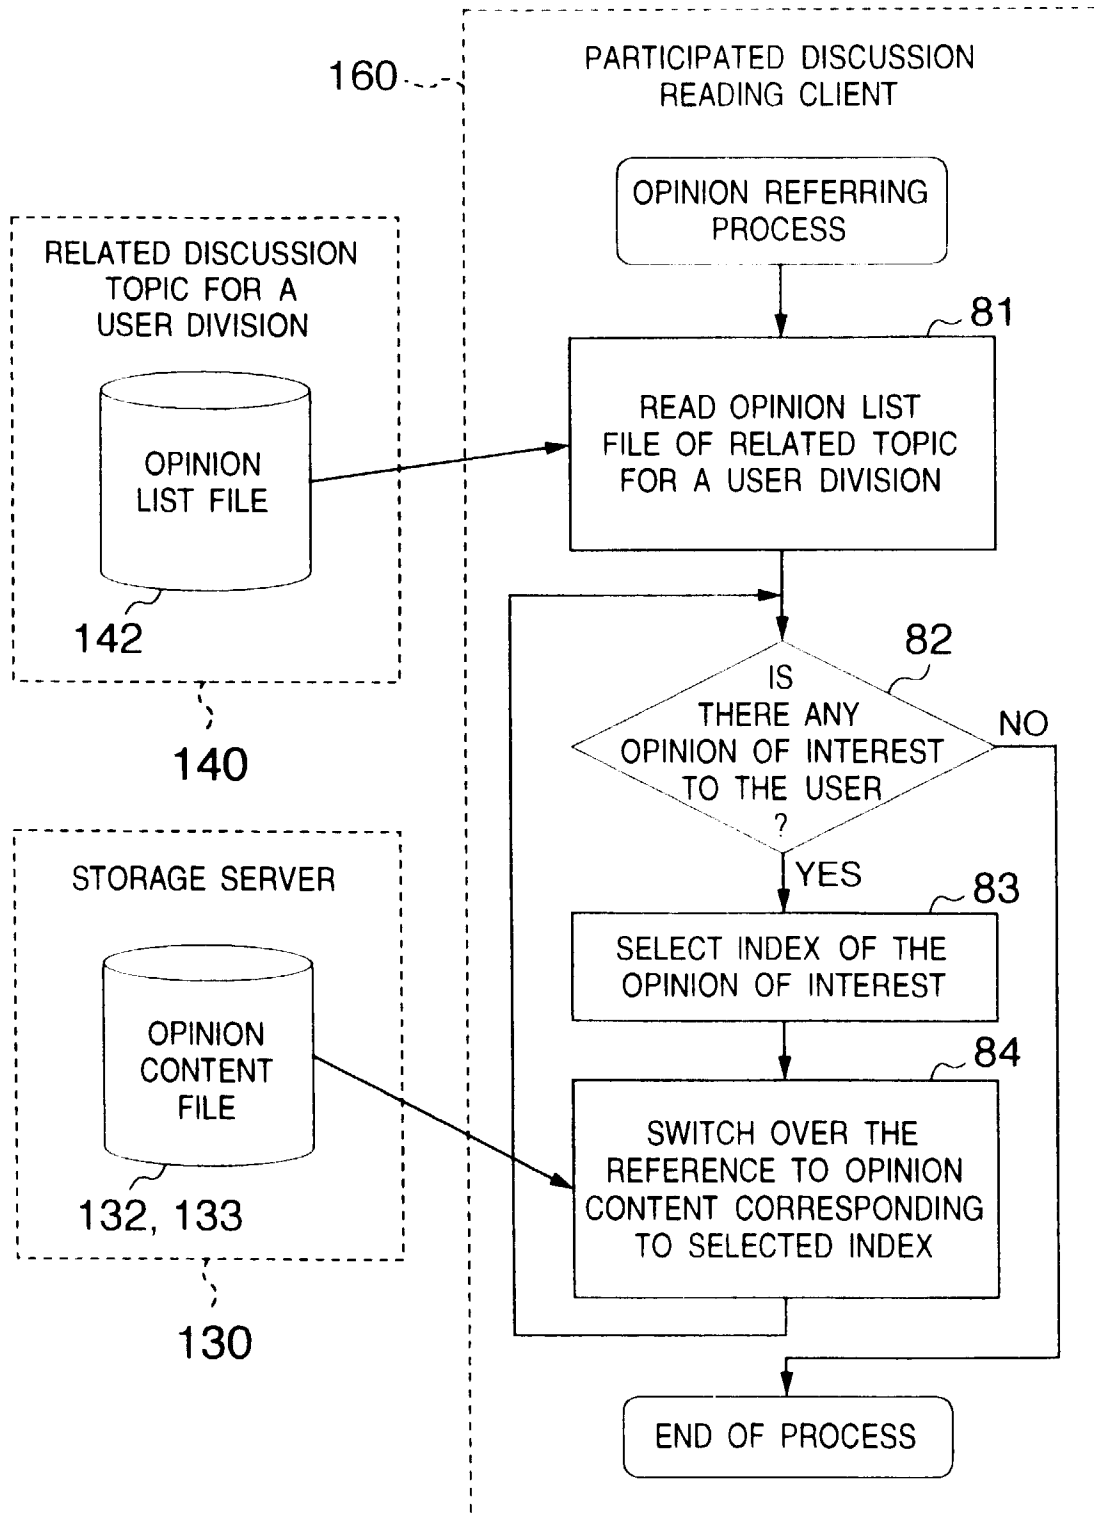 160
PARTICIPATED DISCUSSION
READING CLIENT
OPINION REFERRING
PROCESS
RELATED DISCUSSION
TOPIC FOR A
USER DIVISION
OPINION
LIST FILE
142
140
81
READ OPINION LIST
FILE OF RELATED TOPIC
FOR A USER DIVISION
82
IS
THERE ANY
OPINION OF INTEREST
TO THE USER
?
NO
YES
STORAGE SERVER
OPINION
CONTENT
FILE
132, 133
130
83
SELECT INDEX OF THE
OPINION OF INTEREST
84
SWITCH OVER THE
REFERENCE TO OPINION
CONTENT CORRESPONDING
TO SELECTED INDEX
END OF PROCESS